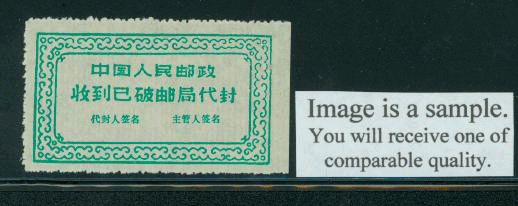 中国人民邮政
收到已破邮局代封
代封人签名 主管人签名
Image is a sample.
You will receive one of
comparable quality.